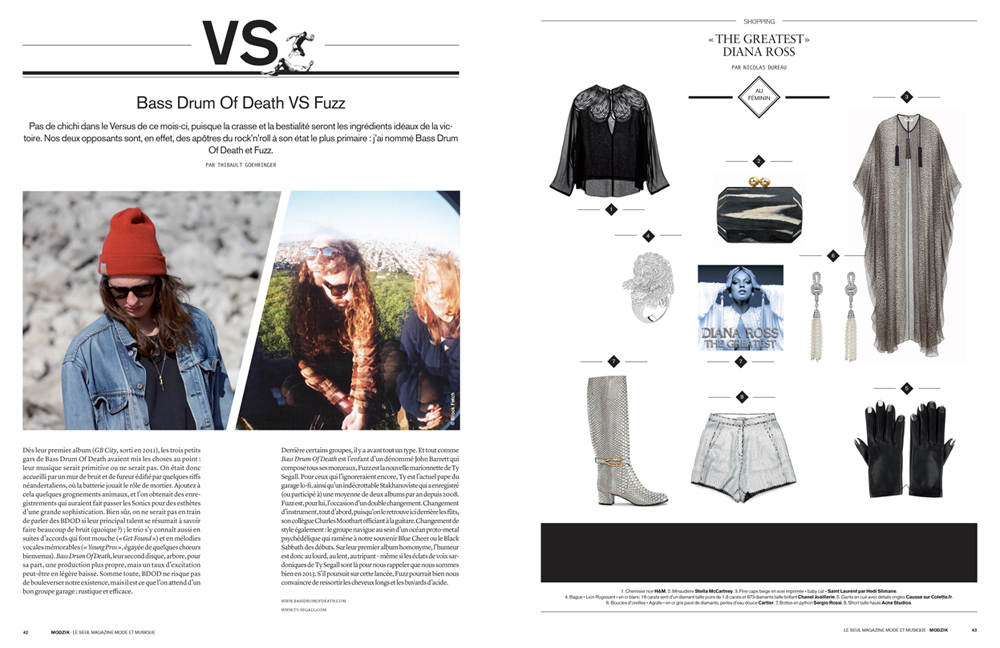 VS
Bass Drum Of Death VS Fuzz
Pas de chichi dans le Versus de ce mois-ci, puisque la crasse et la bestialité seront les ingrédients idéaux de la vic-
toire. Nos deux opposants sont, en effet, des apôtres du rock'n'roll à son état le plus primaire : j'ai nommé Bass Drum
Of Death et Fuzz.
PAR THIBAULT GOEHRINGER
Dès leur premier album (GB City, sorti en 2011), les trois petits
gars de Bass Drum Of Death avaient mis les choses au point :
leur musique serait primitive ou ne serait pas. On était donc
accueilli par un mur de bruit et de fureur édifié par quelques riffs
néandertaliens, où la batterie jouait le rôle de mortier. Ajoutez à
cela quelques grognements animaux, et l'on obtenait des enre-
gistrements qui auraient fait passer les Sonics pour des esthètes
d'une grande sophistication. Bien sûr, on ne serait pas en train
de parler des BDOD si leur principal talent se résumait à savoir
faire beaucoup de bruit (quoique ?) ; le trio s'y connaît aussi en
suites d'accords qui font mouche (« Get Found ») et en mélodies
vocales mémorables (« Young Pros », égayée de quelques chœurs
bienvenus). Bass Drum Of Death, leur second disque, arbore, pour
sa part, une production plus propre, mais un taux d'excitation
peut-être en légère baisse. Somme toute, BDOD ne risque pas
de bouleverser notre existence, mais il est ce que l'on attend d'un
bon groupe garage : rustique et efficace.
Derrière certains groupes, il y a avant tout un type. Et tout comme
Bass Drum Of Death est l'enfant d'un dénommé John Barrett qui
compose tous ses morceaux, Fuzz est la nouvelle marionnette de Ty
Segall. Pour ceux qui l'ignoreraient encore, Ty est l'actuel pape du
garage lo-fi, ainsi qu'un indécrottable Stakhanoviste qui a enregistré
(ou participé à) une moyenne de deux albums par an depuis 2008.
Fuzz est, pour lui, l'occasion d'un double changement. Changement
d'instrument, tout d'abord, puisqu'on le retrouve ici derrière les fûts,
son collègue Charles Moothart officiant à la guitare. Changement de
style également : le groupe navigue au sein d'un océan proto-metal
psychédélique qui ramène à notre souvenir Blue Cheer ou le Black
Sabbath des débuts. Sur leur premier album homonyme, l'humeur
est donc au lourd, au lent, au tripant - même si les éclats de voix sar-
doniques de Ty Segall sont là pour nous rappeler que nous sommes
bien en 2013. S'il poursuit sur cette lancée, Fuzz pourrait bien nous
convaincre de ressortir les cheveux longs et les buvards d'acide.
WWW.BASSDRUMOFDEATH.COM
WWW.TY-SEGALL.COM
42 MODZIK - LE SEUL MAGAZINE MODE ET MUSIQUE
SHOPPING
« THE GREATEST »
DIANA ROSS
PAR NICOLAS DUREAU
AU
FÉMININ
3
2
1
4
6
DIANA ROSS
THE GREATEST
7
7
8
5
1. Chemisier noir H&M. 2. Minaudière Stella McCartney. 3. Fine cape beige en soie imprimée « baby cat » Saint Laurent par Hedi Slimane.
4. Bague « Lion Rugissant » en or blanc 18 carats serti d'un diamant taille poire de 1,8 carats et 973 diamants taille brillant Chanel Joaillerie. 5. Gants en cuir avec détails ongles Causse sur Colette.fr.
6. Boucles d'oreilles « Agrafe » en or gris pavé de diamants, perles d'eau douce Cartier. 7. Bottes en python Sergio Rossi. 8. Short taille haute Acne Studios.
LE SEUL MAGAZINE MODE ET MUSIQUE - MODZIK 43